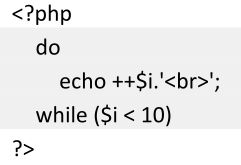 <?php
do
echo ++$i.'<br>';
while ($i < 10)
?>